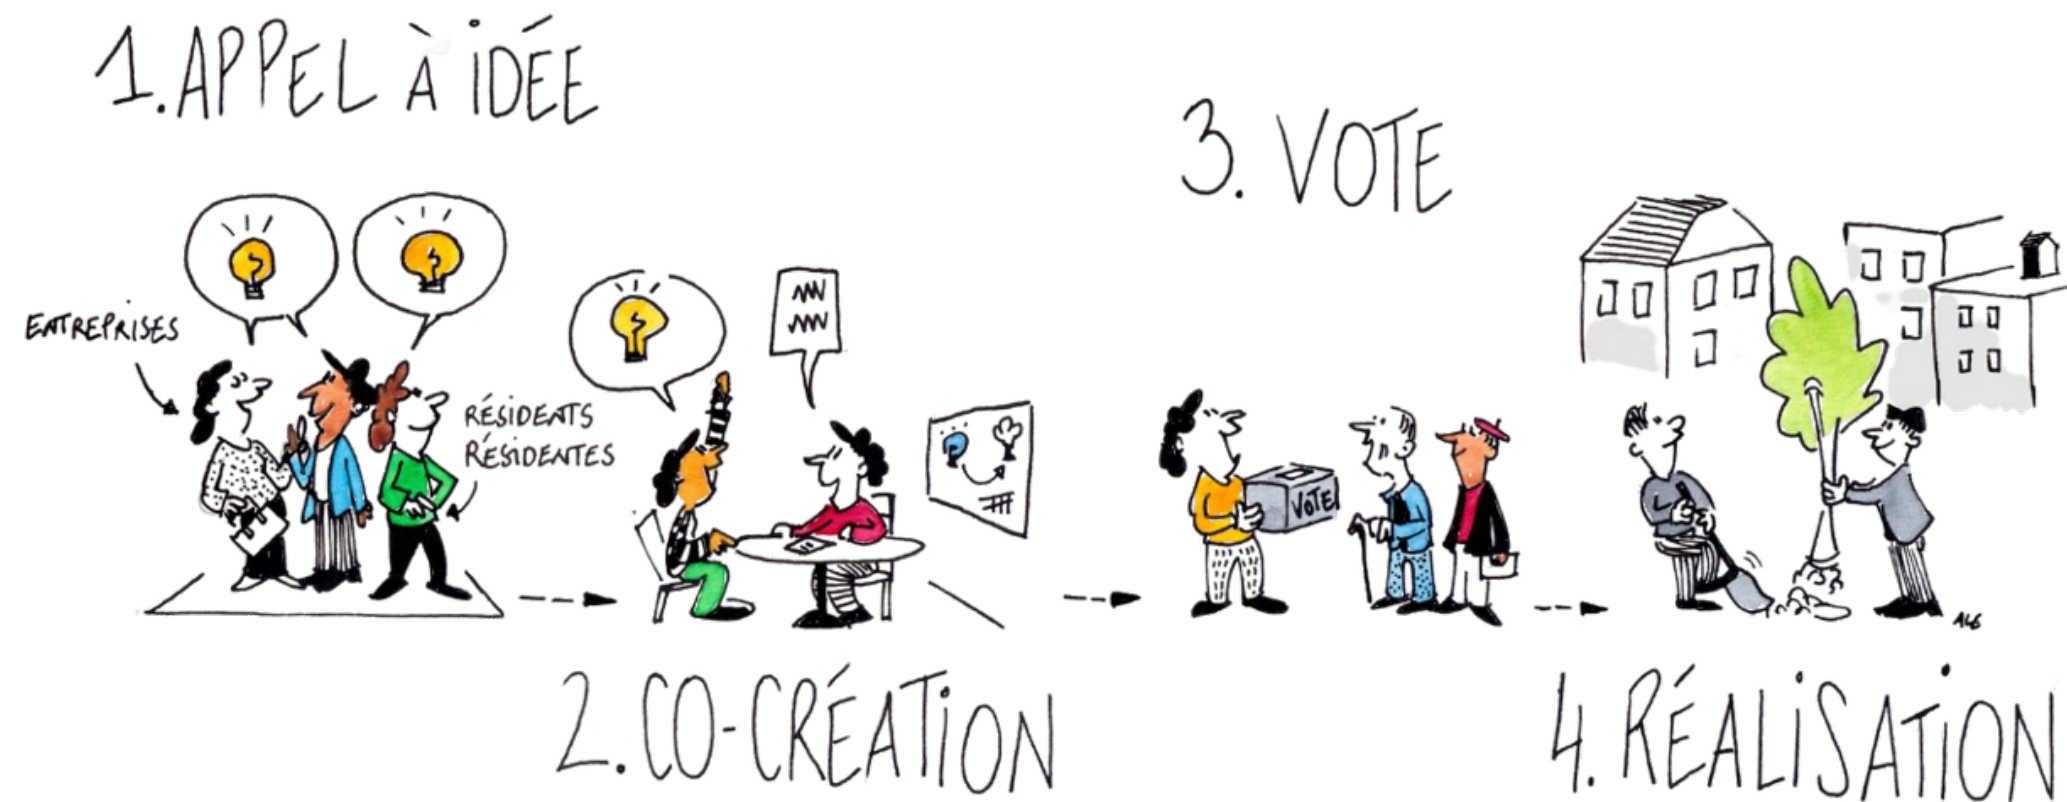 1. APPEL À IDÉE
ENTREPRISES
RÉSIDENTS
RÉSIDENTES
2. CO-CRÉATION
3. VOTE
VOTE
4. RÉALISATION